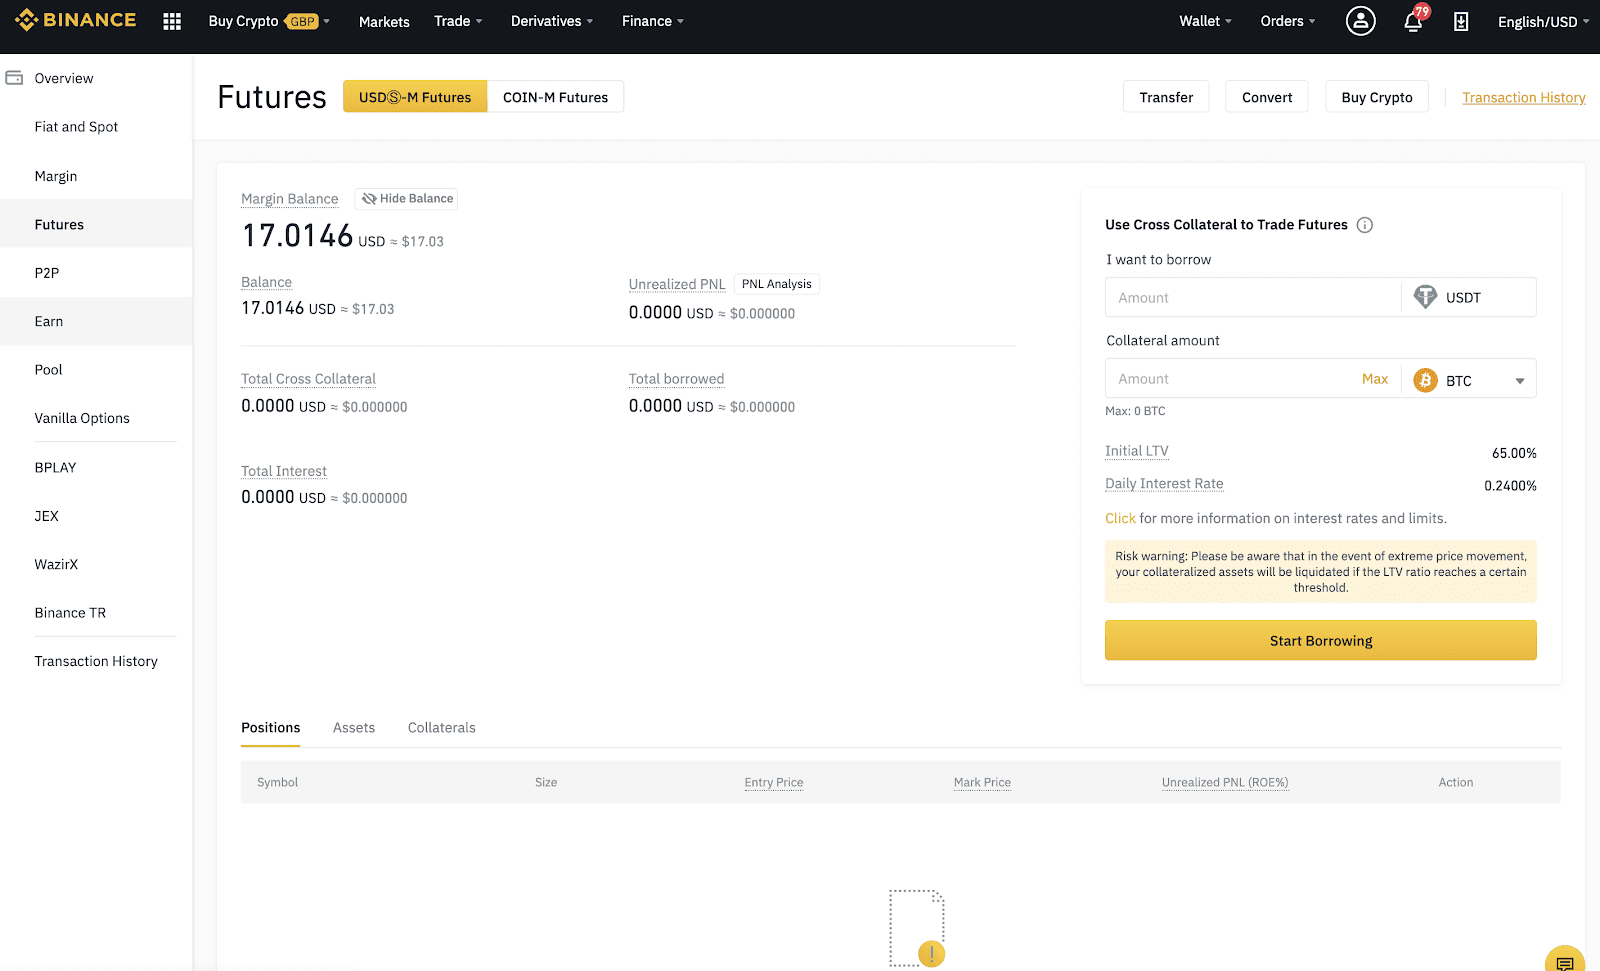 BINANCE
Buy Crypto GBP
Markets
Trade
Derivatives
Finance
Wallet
Orders
79
English/USD
Overview
Fiat and Spot
Margin
Futures
P2P
Earn
Pool
Vanilla Options
BPLAY
JEX
WazirX
Binance TR
Transaction History
Futures
USDⓈ-M Futures
COIN-M Futures
Transfer
Convert
Buy Crypto
Transaction History
Margin Balance
Hide Balance
17.0146 USD ≈ $17.03
Balance
17.0146 USD ≈ $17.03
Unrealized PNL
PNL Analysis
0.0000 USD ≈ $0.000000
Total Cross Collateral
0.0000 USD ≈ $0.000000
Total borrowed
0.0000 USD ≈ $0.000000
Total Interest
0.0000 USD ≈ $0.000000
Use Cross Collateral to Trade Futures
I want to borrow
Amount
USDT
Collateral amount
Amount
Max
BTC
Max: 0 BTC
Initial LTV
65.00%
Daily Interest Rate
0.2400%
Click for more information on interest rates and limits.
Risk warning: Please be aware that in the event of extreme price movement,
your collateralized assets will be liquidated if the LTV ratio reaches a certain
threshold.
Start Borrowing
Positions
Assets
Collaterals
Symbol
Size
Entry Price
Mark Price
Unrealized PNL (ROE%)
Action
!